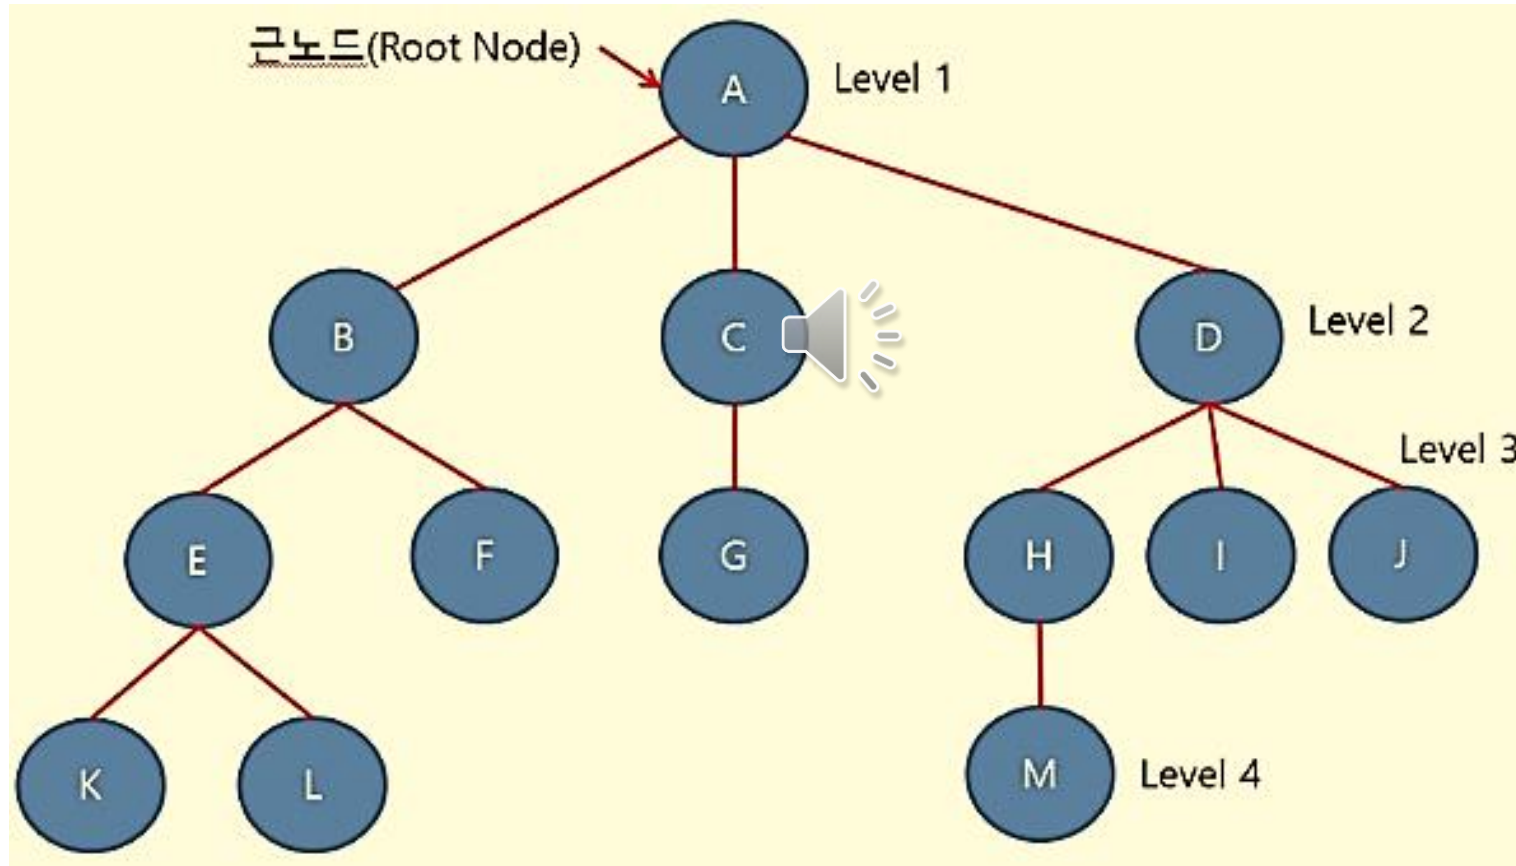 근노드(Root Node)
A
Level 1
B
C
D
Level 2
Level 3
E
F
G
H
I
J
K
L
M
Level 4